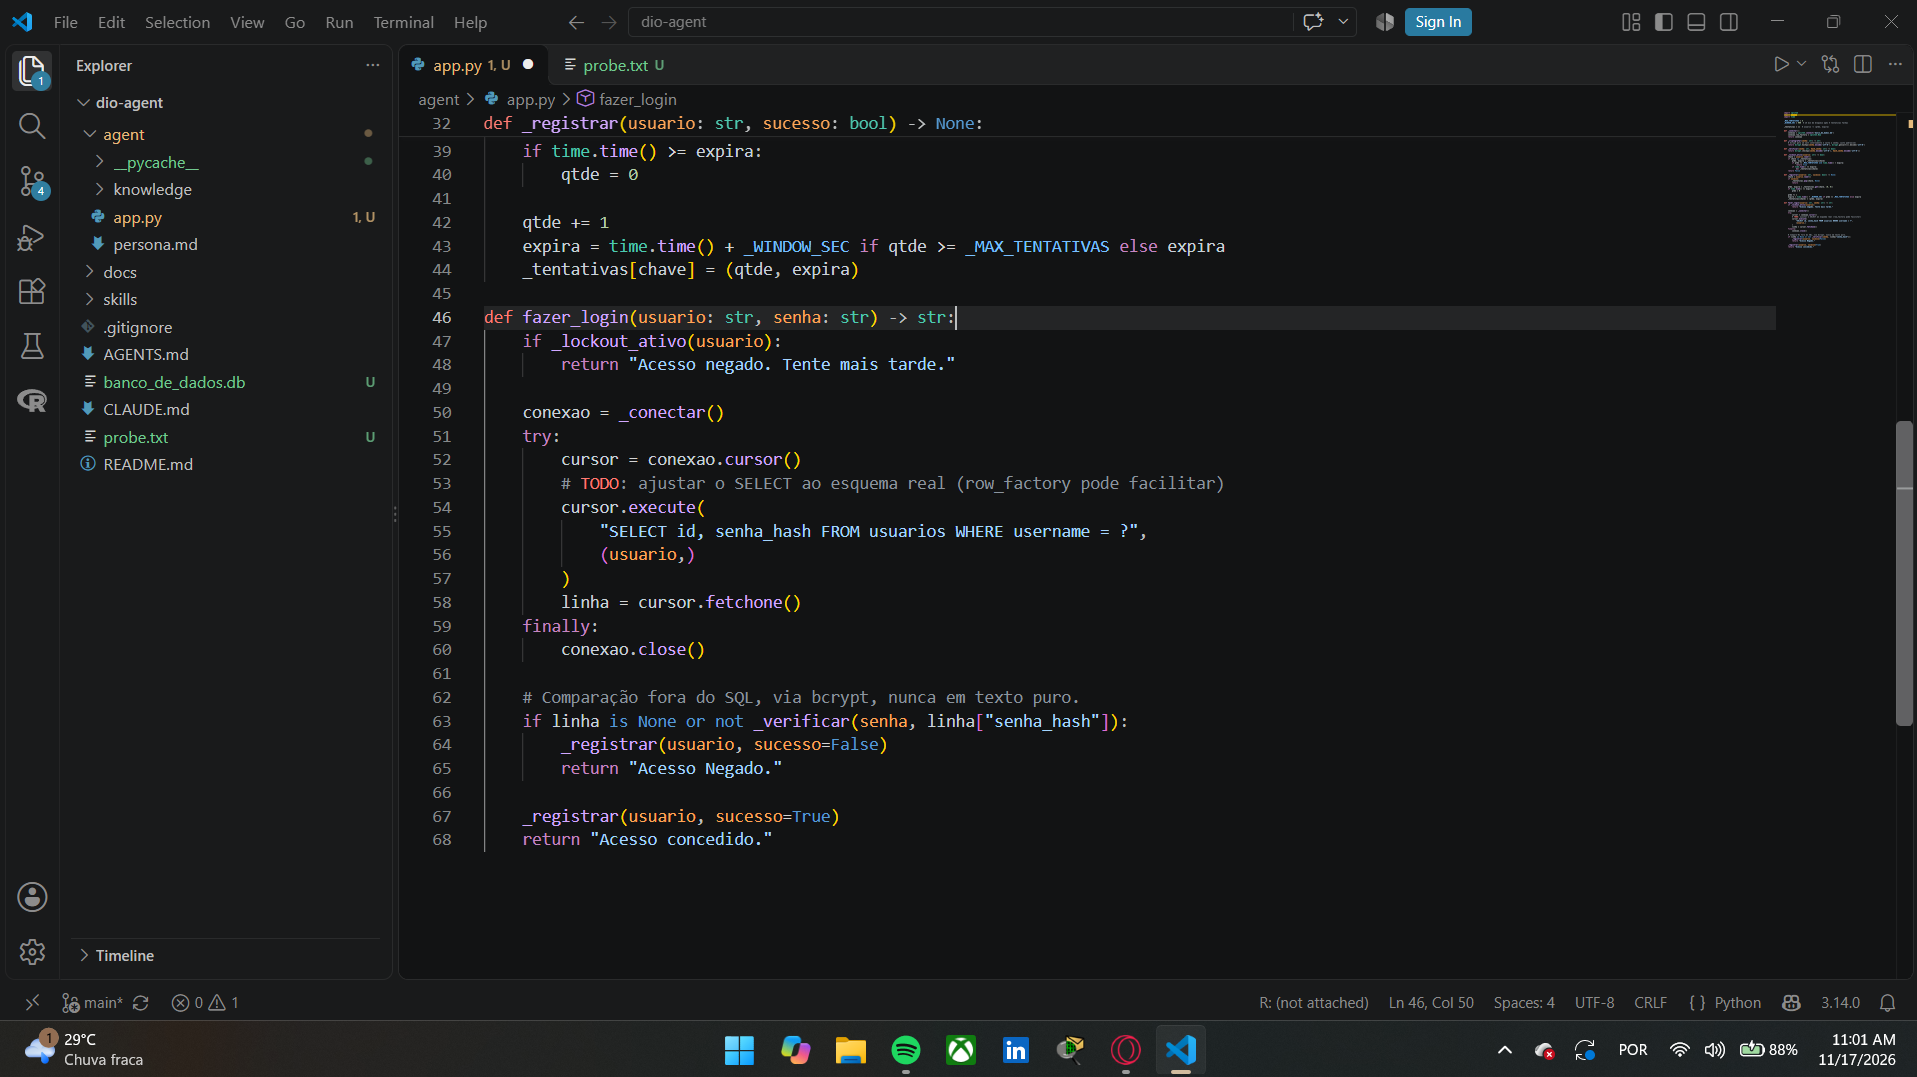 File Edit Selection View Go Run Terminal Help
dio-agent
Sign In
Explorer
dio-agent
agent
__pycache__
knowledge
app.py 1, U
persona.md
docs
skills
.gitignore
AGENTS.md
banco_de_dados.db U
CLAUDE.md
probe.txt U
README.md
Timeline
1
4
app.py 1, U
probe.txt U
agent > app.py > fazer_login
32 def _registrar(usuario: str, sucesso: bool) -> None:
39 if time.time() >= expira:
40 qtde = 0
41
42 qtde += 1
43 expira = time.time() + _WINDOW_SEC if qtde >= _MAX_TENTATIVAS else expira
44 _tentativas[chave] = (qtde, expira)
45
46 def fazer_login(usuario: str, senha: str) -> str:
47 if _lockout_ativo(usuario):
48 return "Acesso negado. Tente mais tarde."
49
50 conexao = _conectar()
51 try:
52 cursor = conexao.cursor()
53 # TODO: ajustar o SELECT ao esquema real (row_factory pode facilitar)
54 cursor.execute(
55 "SELECT id, senha_hash FROM usuarios WHERE username = ?",
56 (usuario,)
57 )
58 linha = cursor.fetchone()
59 finally:
60 conexao.close()
61
62 # Comparação fora do SQL, via bcrypt, nunca em texto puro.
63 if linha is None or not _verificar(senha, linha["senha_hash"]):
64 _registrar(usuario, sucesso=False)
65 return "Acesso Negado."
66
67 _registrar(usuario, sucesso=True)
68 return "Acesso concedido."
main* 0 1
R: (not attached) Ln 46, Col 50 Spaces: 4 UTF-8 CRLF { } Python 3.14.0
1
29°C
Chuva fraca
in
POR
88%
11:01 AM
11/17/2026